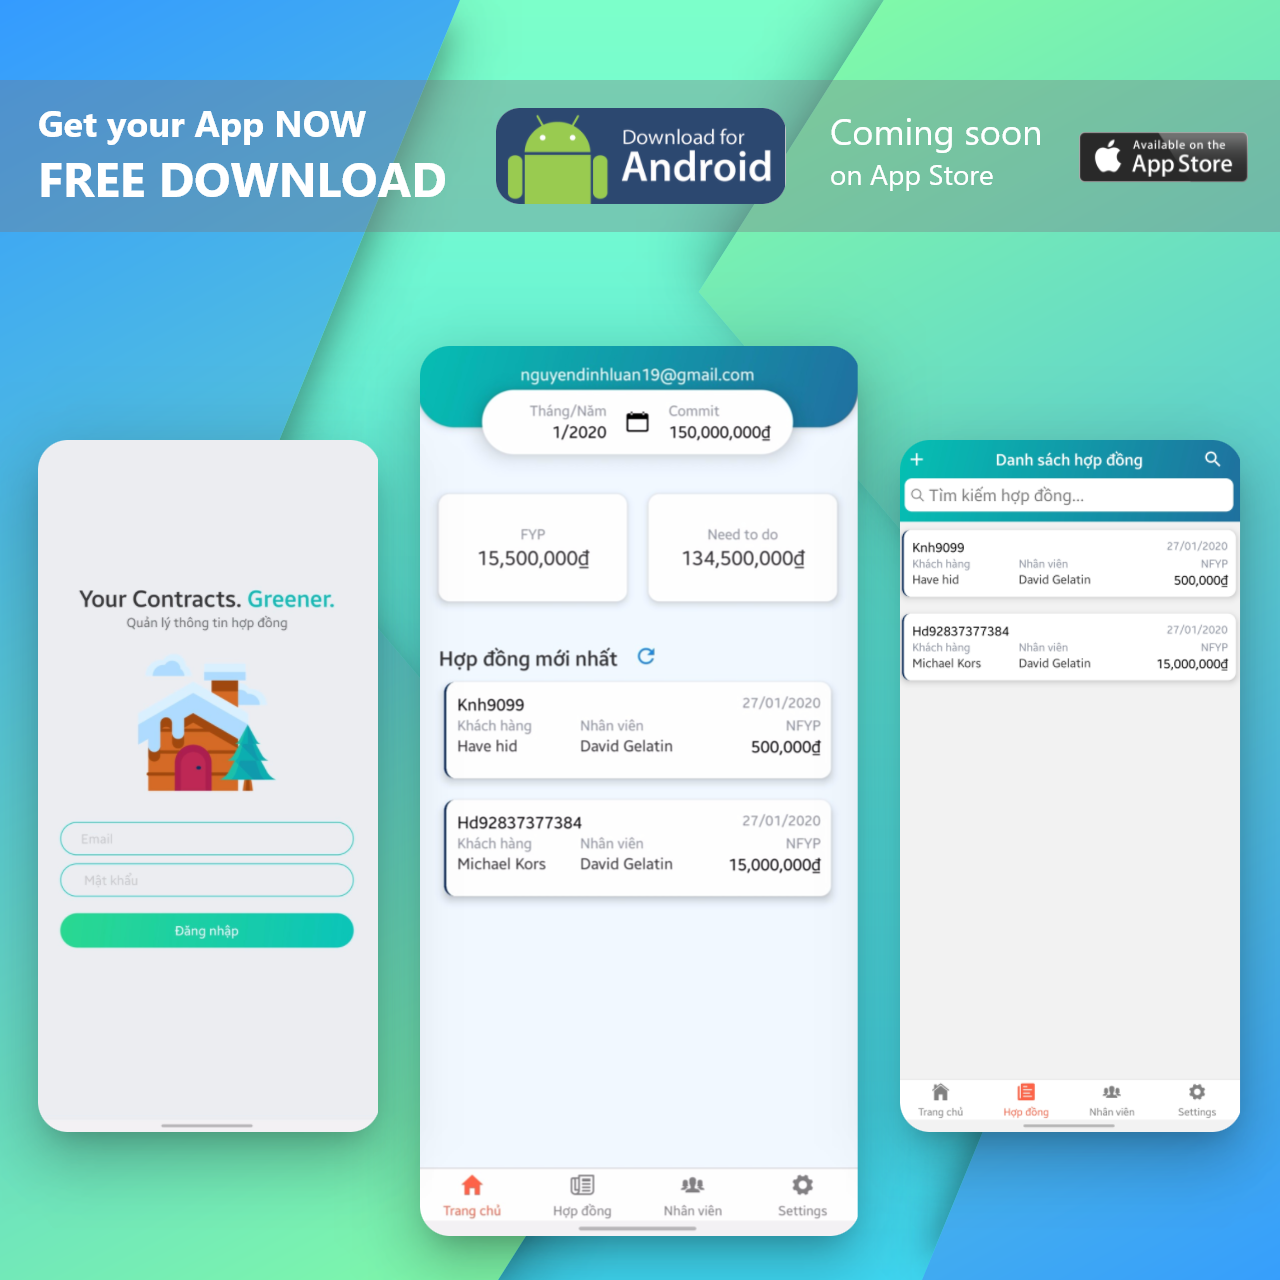 Get your App NOW
FREE DOWNLOAD
Download for
Android
Coming soon
on App Store
Available on the
App Store
Your Contracts. Greener.
Quản lý thông tin hợp đồng
Email
Mật khẩu
Đăng nhập
nguyendinhluan19@gmail.com
Tháng/Năm
1/2020
Commit
150,000,000₫
FYP
15,500,000₫
Need to do
134,500,000₫
Hợp đồng mới nhất
Knh9099 27/01/2020
Khách hàng Nhân viên NFYP
Have hid David Gelatin 500,000₫
Hd92837377384 27/01/2020
Khách hàng Nhân viên NFYP
Michael Kors David Gelatin 15,000,000₫
Trang chủ Hợp đồng Nhân viên Settings
+ Danh sách hợp đồng
Tìm kiếm hợp đồng...
Knh9099 27/01/2020
Khách hàng Nhân viên NFYP
Have hid David Gelatin 500,000₫
Hd92837377384 27/01/2020
Khách hàng Nhân viên NFYP
Michael Kors David Gelatin 15,000,000₫
Trang chủ Hợp đồng Nhân viên Settings